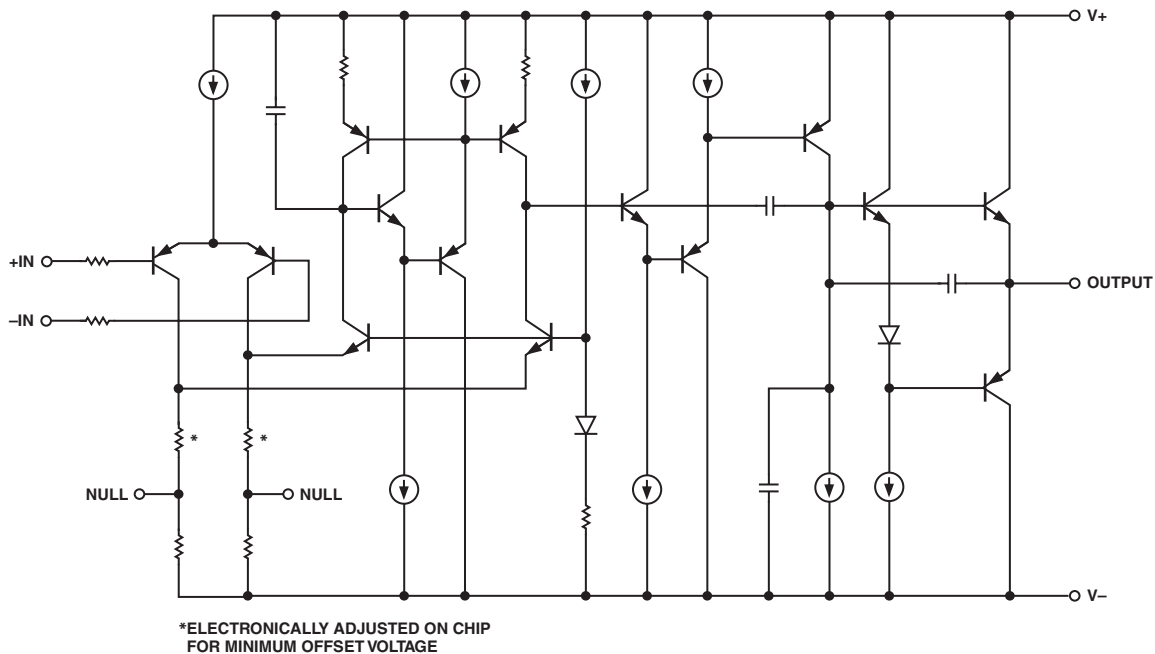 V+
+IN
–IN
OUTPUT
*
*
NULL
NULL
V–
*ELECTRONICALLY ADJUSTED ON CHIP
FOR MINIMUM OFFSET VOLTAGE